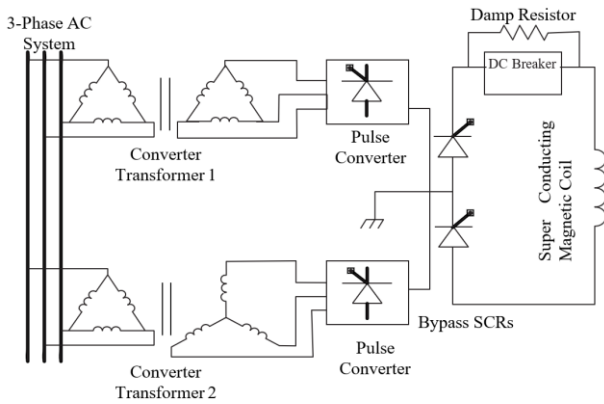 3-Phase AC
System
Damp Resistor
DC Breaker
Pulse
Converter
Converter
Transformer 1
Super Conducting
Magnetic Coil
Bypass SCRs
Pulse
Converter
Converter
Transformer 2